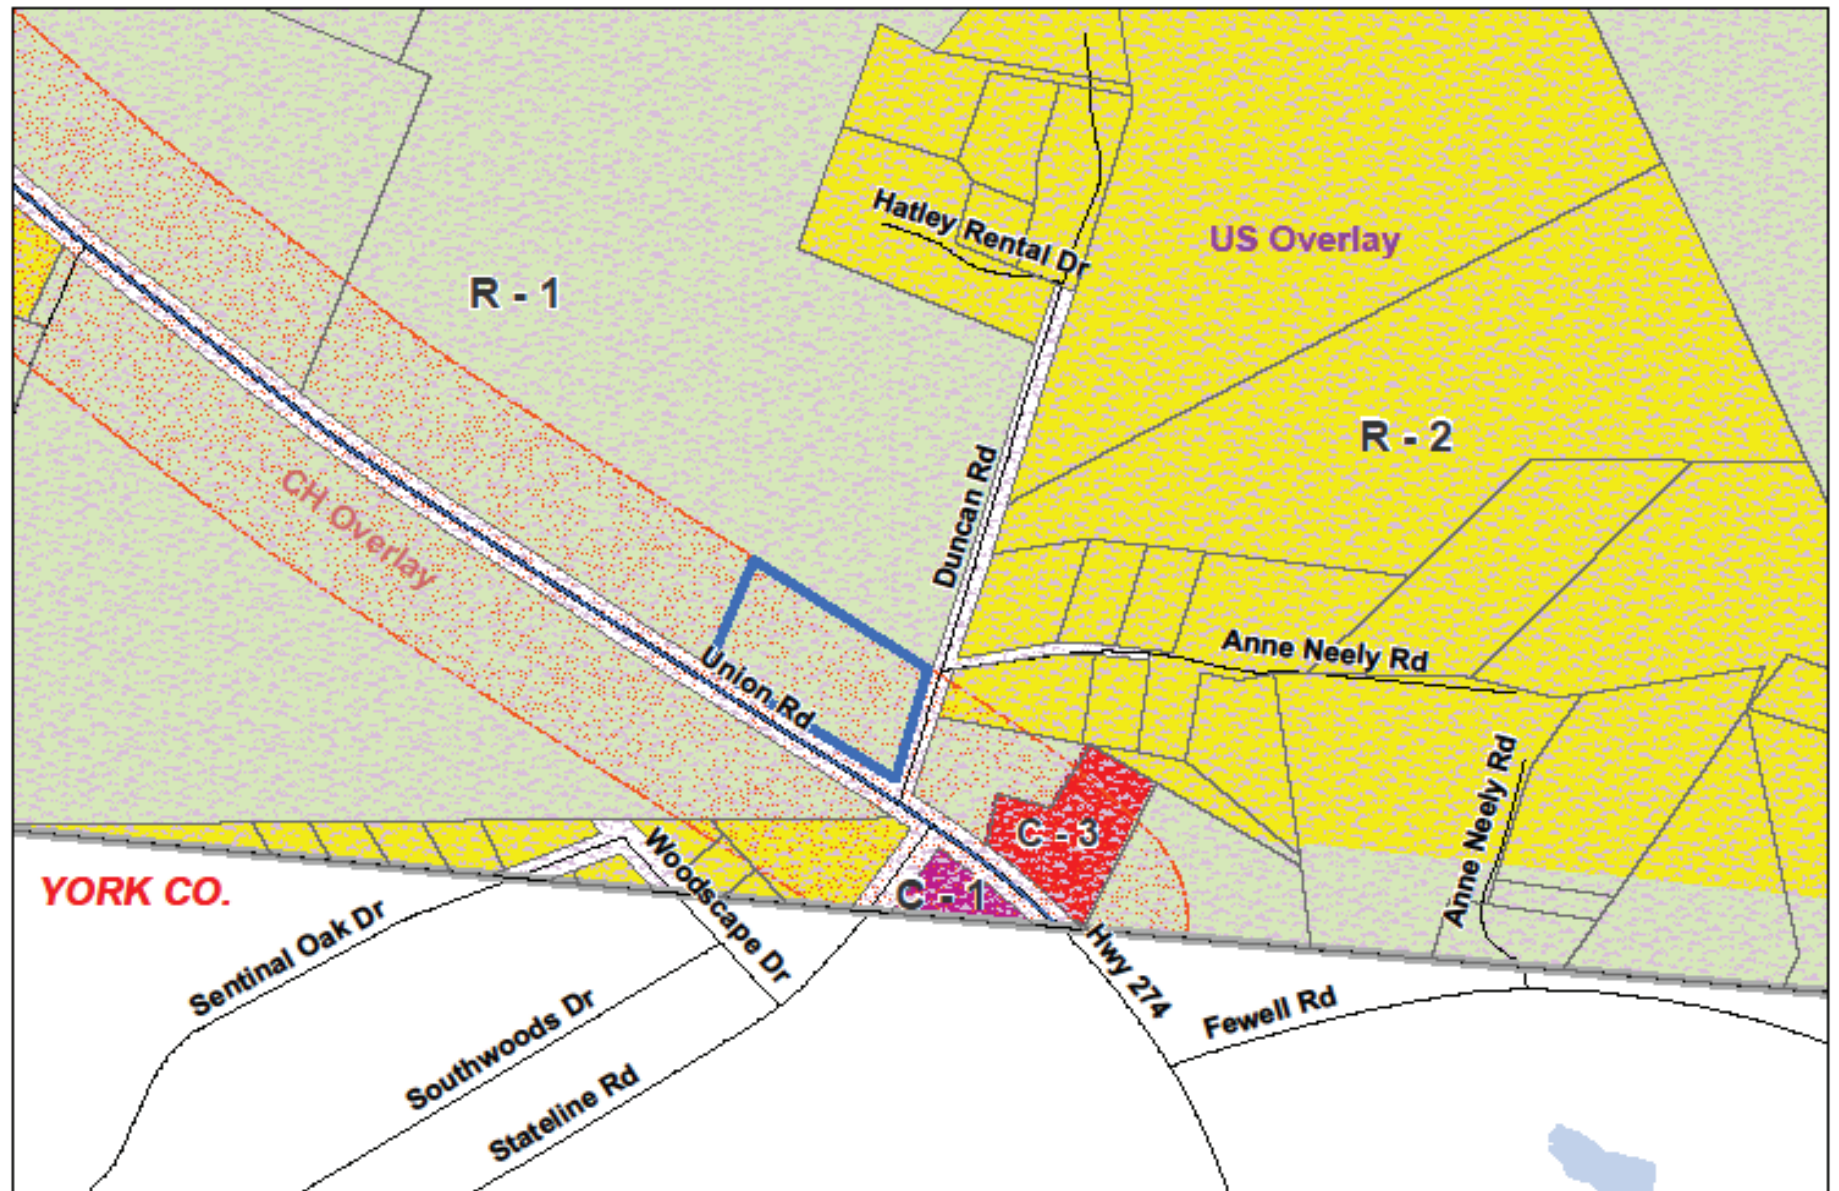 Hatley Rental Dr
US Overlay
R - 1
R - 2
Duncan Rd
CH Overlay
Anne Neely Rd
Union Rd
Anne Neely Rd
C - 3
Woodscape Dr
YORK CO.
C - 1
Sentinal Oak Dr
Hwy 274
Southwoods Dr
Fewell Rd
Stateline Rd